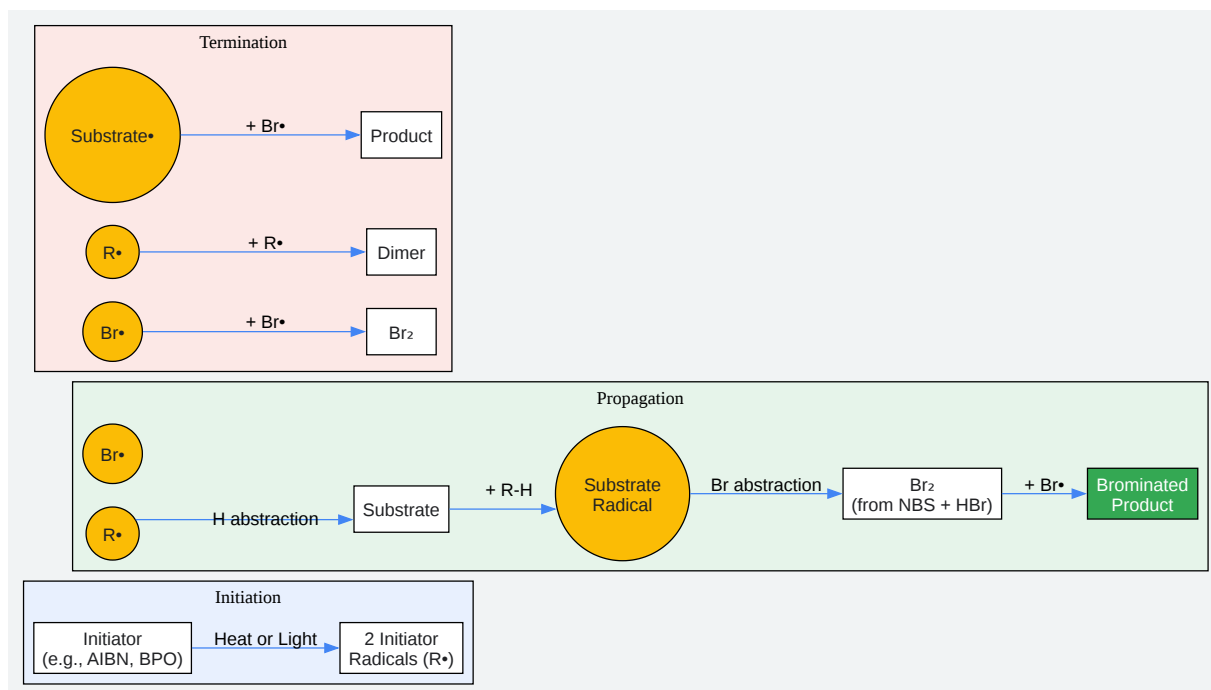 Termination
Substrate•
+ Br•
Product
R•
+ R•
Dimer
Br•
+ Br•
Br₂
Propagation
Br•
R•
H abstraction
Substrate
+ R-H
Substrate
Radical
Br abstraction
Br₂
(from NBS + HBr)
+ Br•
Brominated
Product
Initiation
Initiator
(e.g., AIBN, BPO)
Heat or Light
2 Initiator
Radicals (R•)